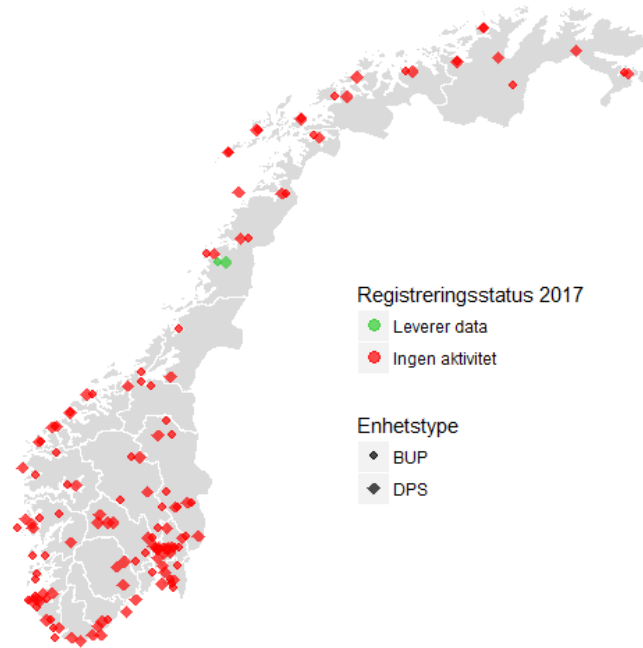 Registreringsstatus 2017
Leverer data
Ingen aktivitet
Enhetstype
BUP
DPS